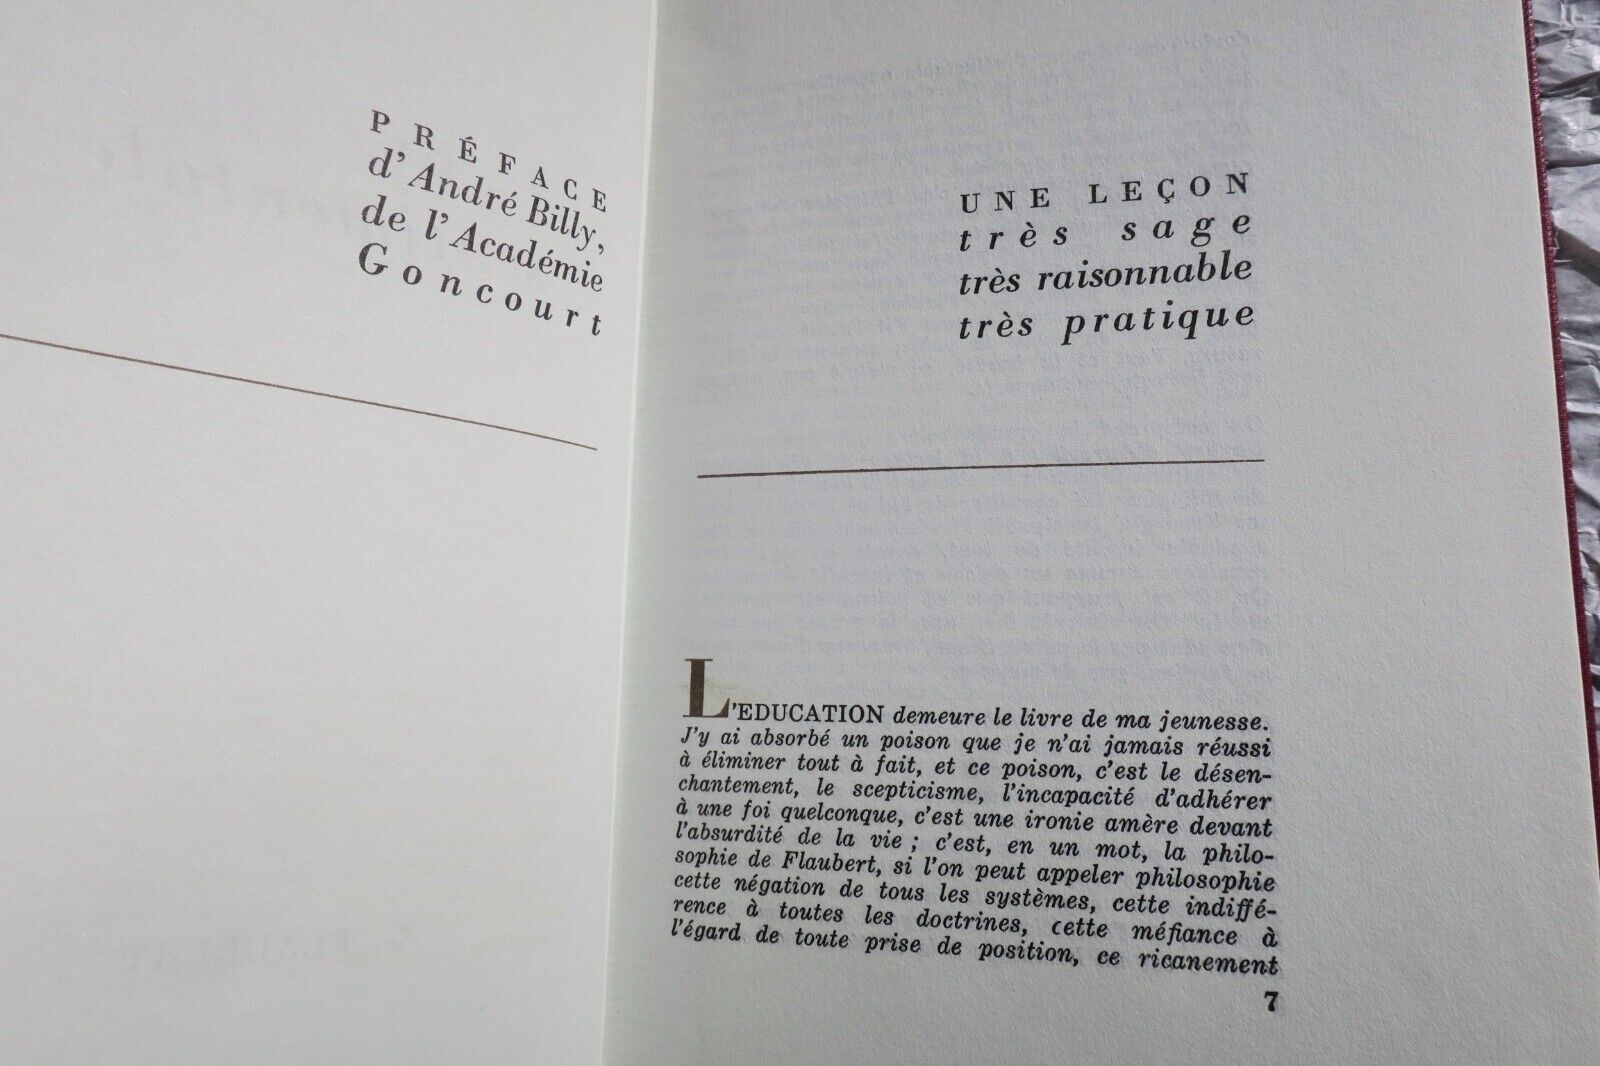 PRÉFACE
d'André Billy,
de l'Académie
Goncourt
UNE LEÇON
très sage
très raisonnable
très pratique
L'EDUCATION demeure le livre de ma jeunesse.
J'y ai absorbé un poison que je n'ai jamais réussi
à éliminer tout à fait, et ce poison, c'est le désen-
chantement, le scepticisme, l'incapacité d'adhérer
à une foi quelconque, c'est une ironie amère devant
l'absurdité de la vie ; c'est, en un mot, la philo-
sophie de Flaubert, si l'on peut appeler philosophie
cette négation de tous les systèmes, cette indiffé-
rence à toutes les doctrines, cette méfiance à
l'égard de toute prise de position, ce ricanement
7